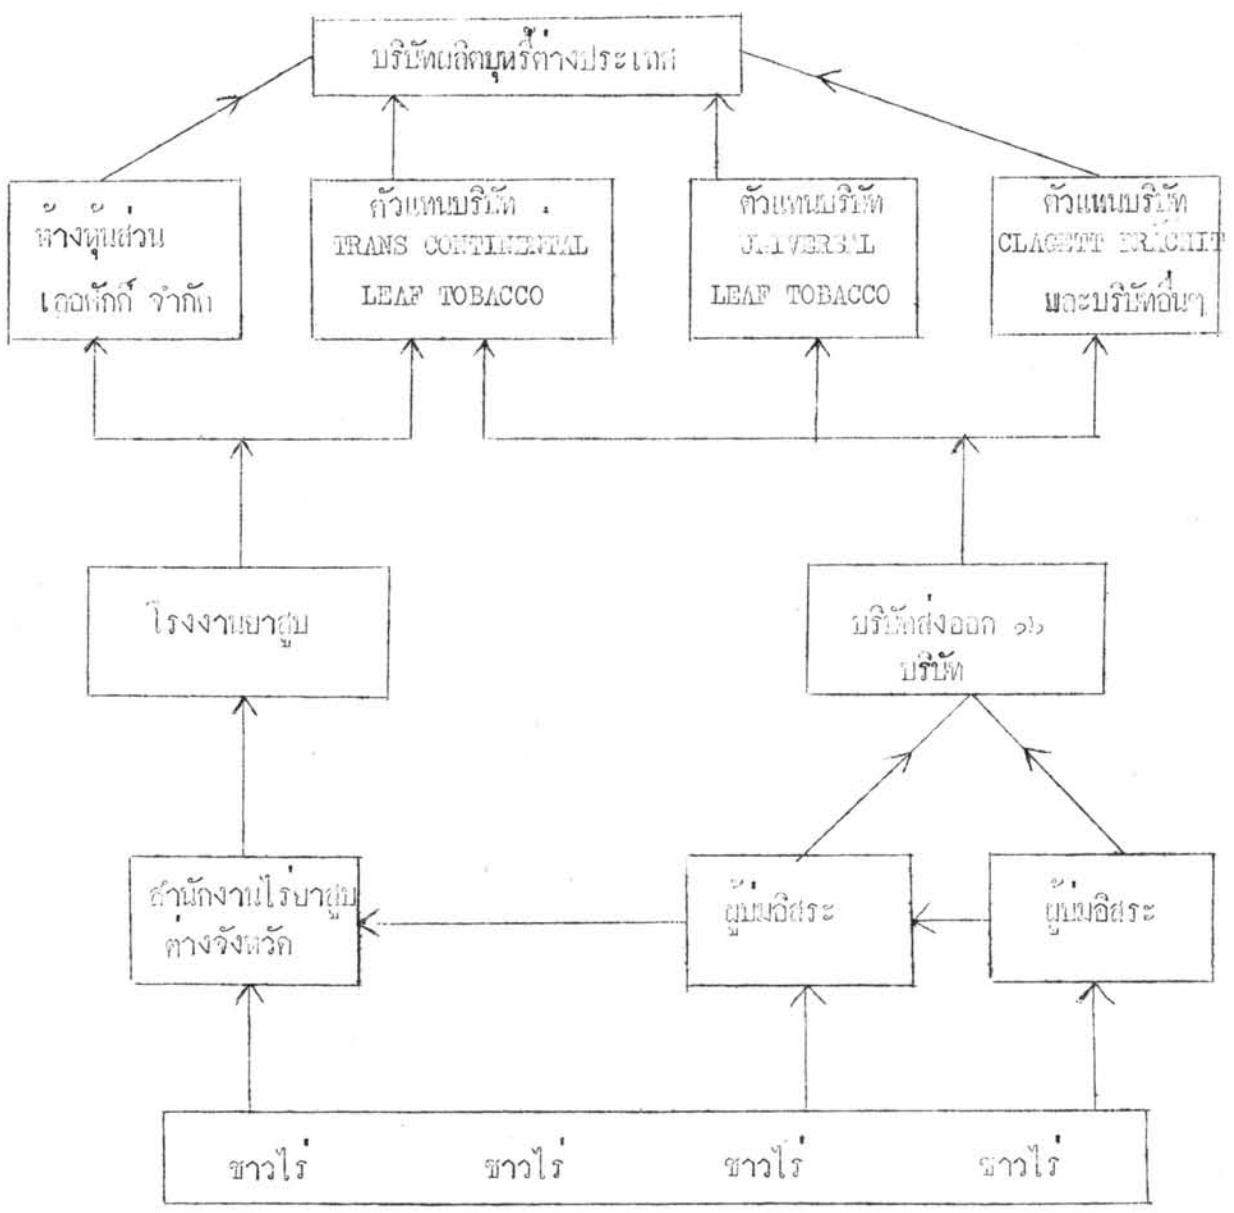 บริษัทผลิตบุหรี่ต่างประเทศ
ห้างหุ้นส่วน
เลอศักดิ์ จำกัด
ตัวแทนบริษัท
TRANS CONTINENTAL
LEAF TOBACCO
ตัวแทนบริษัท
UNIVERSAL
LEAF TOBACCO
ตัวแทนบริษัท
CLAGETT
และบริษัทอื่นๆ
โรงงานยาสูบ
บริษัทส่งออก ๑๖
บริษัท
สำนักงานไร่ยาสูบ
ต่างจังหวัด
ผู้บ่มอิสระ
ผู้บ่มอิสระ
ชาวไร่ ชาวไร่ ชาวไร่ ชาวไร่